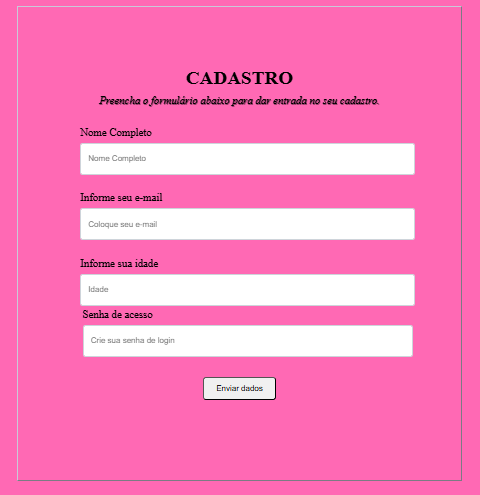 CADASTRO
Preencha o formulário abaixo para dar entrada no seu cadastro.
Nome Completo
Nome Completo
Informe seu e-mail
Coloque seu e-mail
Informe sua idade
Idade
Senha de acesso
Crie sua senha de login
Enviar dados